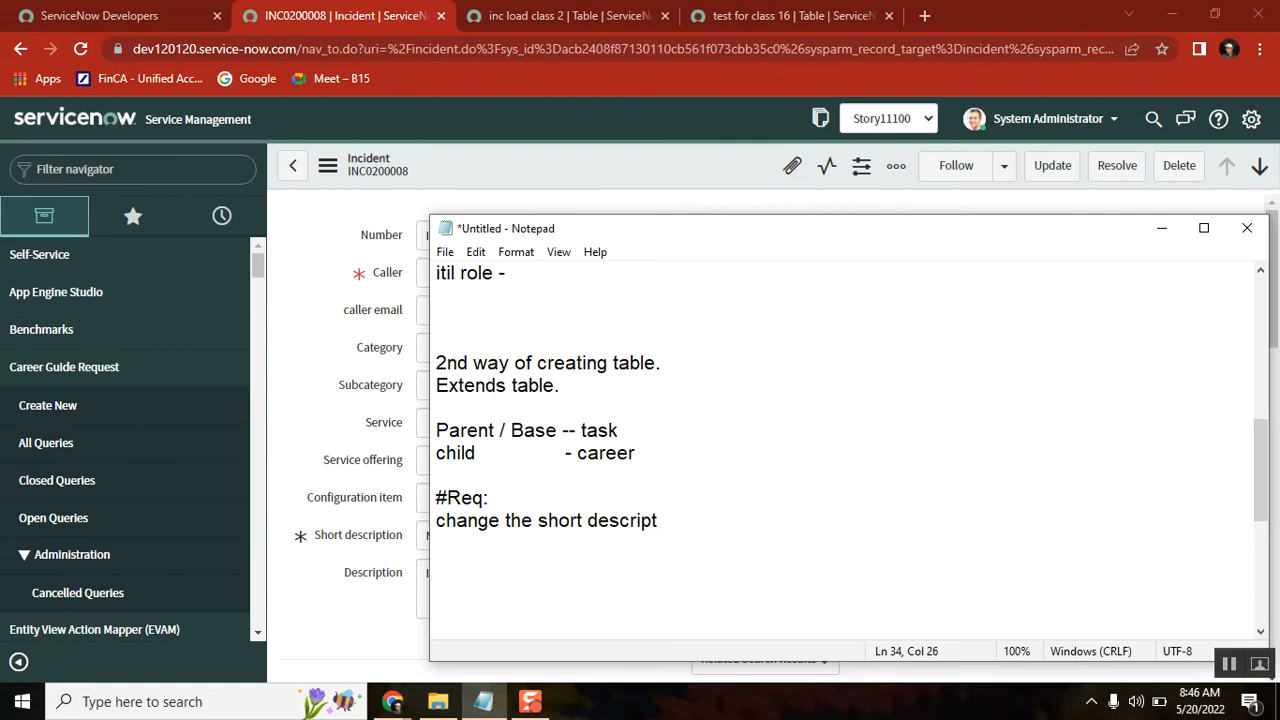 ServiceNow Developers
INC0200008 | Incident | ServiceN
inc load class 2 | Table | ServiceN
test for class 16 | Table | ServiceN
dev120120.service-now.com/nav_to.do?uri=%2Fincident.do%3Fsys_id%3Dacb2408f87130110cb561f073cbb35c0%26sysparm_record_target%3Dincident%26sysparm_rec...
Apps
FinCA - Unified Acc...
Google
Meet – B15
servicenow Service Management
Story11100
System Administrator
Filter navigator
Incident
INC0200008
Follow
Update
Resolve
Delete
Self-Service
App Engine Studio
Benchmarks
Career Guide Request
Create New
All Queries
Closed Queries
Open Queries
Administration
Cancelled Queries
Entity View Action Mapper (EVAM)
Number
Caller
caller email
Category
Subcategory
Service
Service offering
Configuration item
Short description
Description
*Untitled - Notepad
File Edit Format View Help
itil role -
2nd way of creating table.
Extends table.
Parent / Base -- task
child - career
#Req:
change the short descript
Ln 34, Col 26
100%
Windows (CRLF)
UTF-8
Related Search Results
Type here to search
8:46 AM
5/20/2022
1